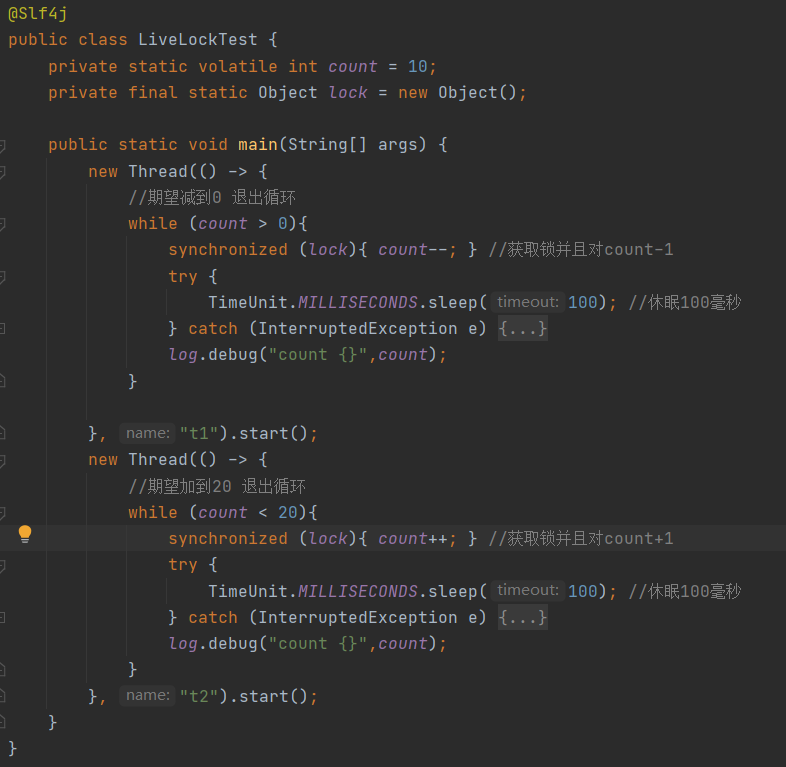 @Slf4j
public class LiveLockTest {
    private static volatile int count = 10;
    private final static Object lock = new Object();

    public static void main(String[] args) {
        new Thread(() -> {
            //期望减到0 退出循环
            while (count > 0){
                synchronized (lock){ count--; } //获取锁并且对count-1
                try {
                    TimeUnit.MILLISECONDS.sleep( timeout: 100); //休眠100毫秒
                } catch (InterruptedException e) {...}
                log.debug("count {}",count);
            }

        }, name: "t1").start();
        new Thread(() -> {
            //期望加到20 退出循环
            while (count < 20){
                synchronized (lock){ count++; } //获取锁并且对count+1
                try {
                    TimeUnit.MILLISECONDS.sleep( timeout: 100); //休眠100毫秒
                } catch (InterruptedException e) {...}
                log.debug("count {}",count);
            }
        }, name: "t2").start();
    }
}